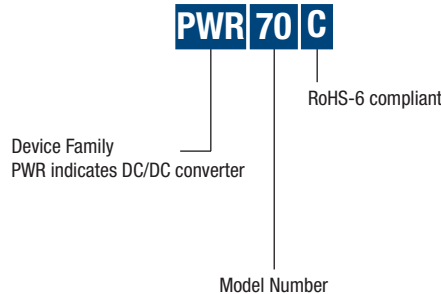 PWR 70 C
RoHS-6 compliant
Device Family
PWR indicates DC/DC converter
Model Number